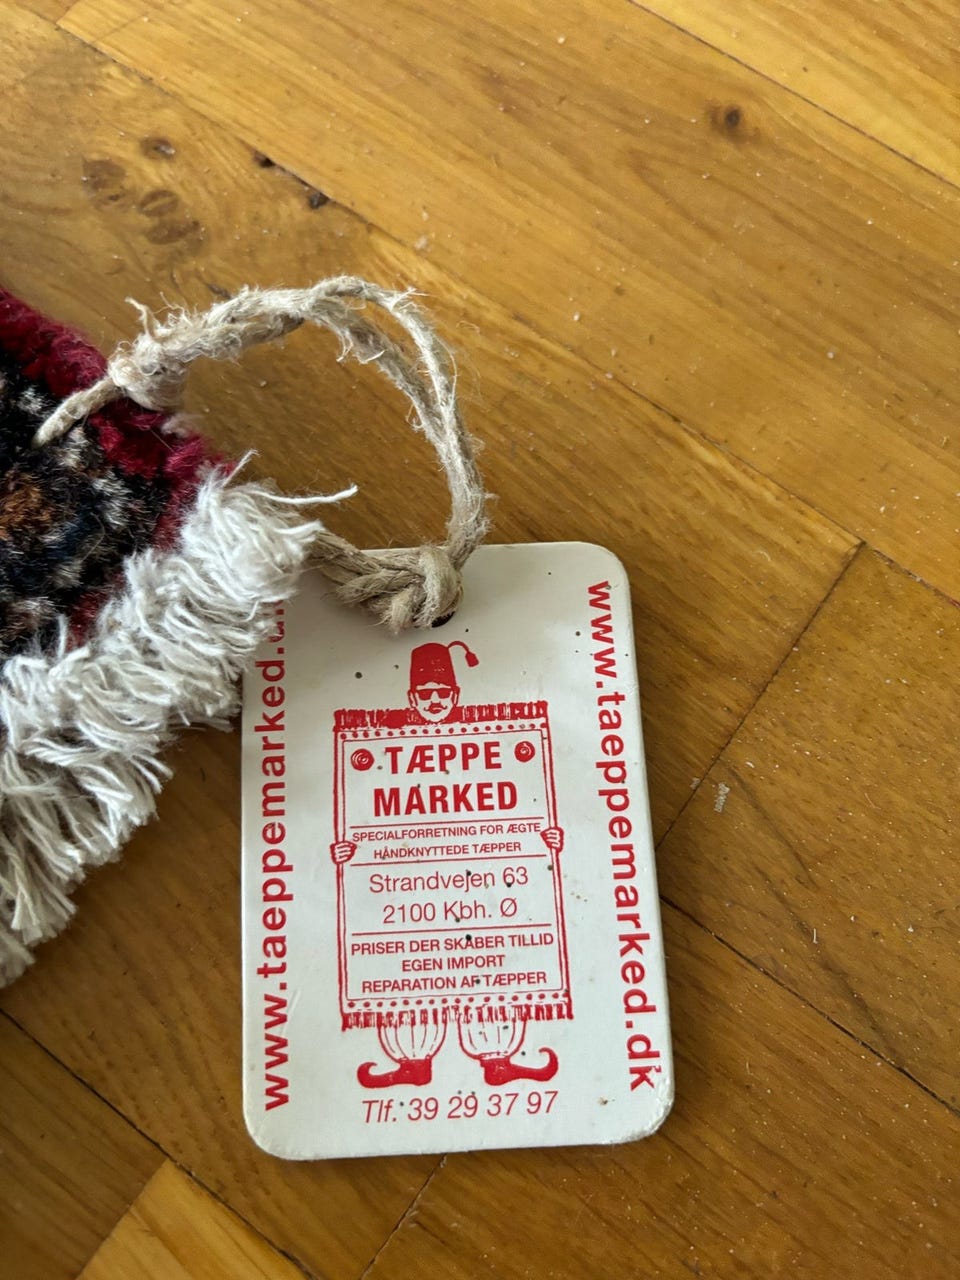 www.taeppemarked.dk
TÆPPE
MARKED
SPECIALFORRETNING FOR ÆGTE
HÅNDKNYTTEDE TÆPPER
Strandvejen 63
2100 Kbh. Ø
PRISER DER SKABER TILLID
EGEN IMPORT
REPARATION AF TÆPPER
Tlf. 39 29 37 97
www.taeppemarked.dk